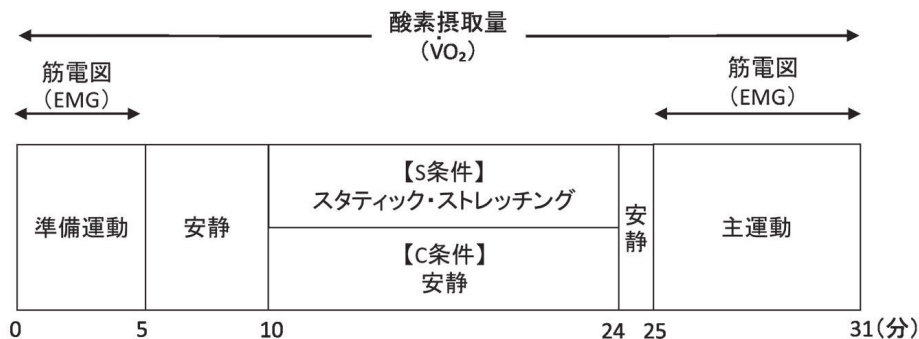 酸素摂取量
(V̇O₂)
筋電図
(EMG)
筋電図
(EMG)
準備運動
安静
【S条件】
スタティック・ストレッチング
【C条件】
安静
安静
主運動
0 5 10 24 25 31(分)